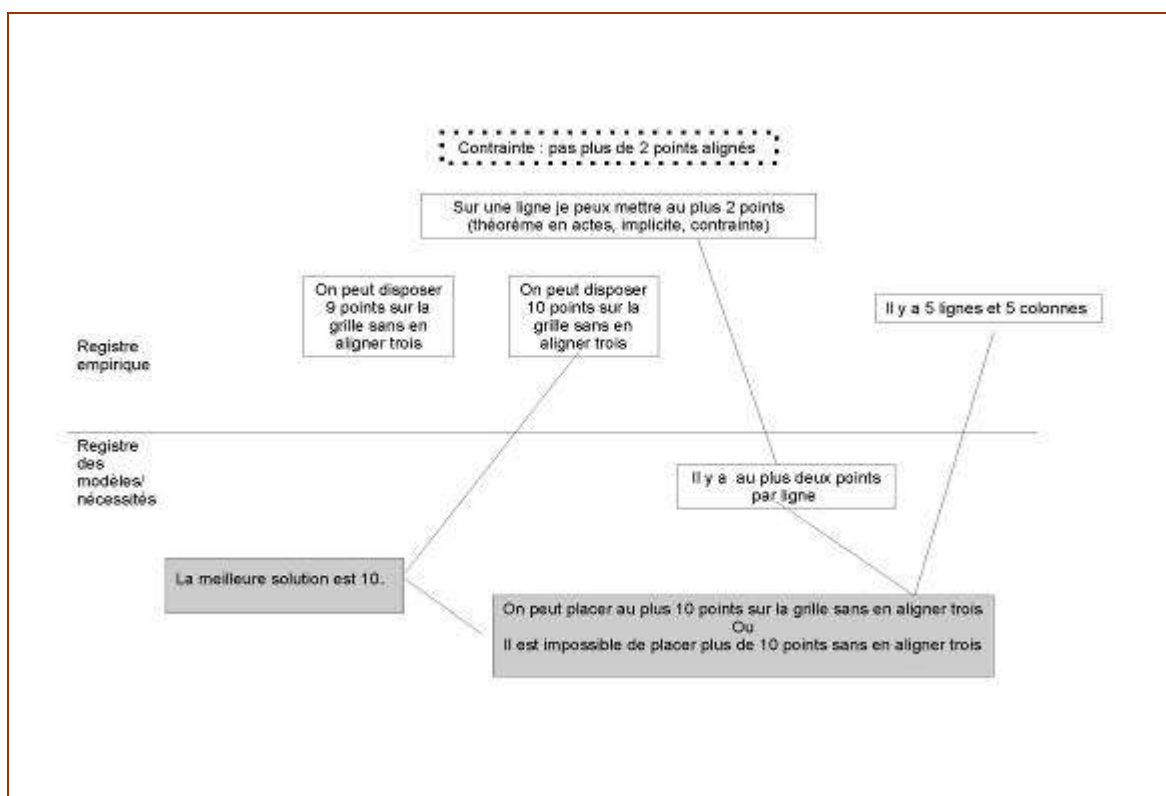 Contrainte : pas plus de 2 points alignés
Sur une ligne je peux mettre au plus 2 points
(théorème en actes, implicite, contrainte)
On peut disposer
9 points sur la
grille sans en
aligner trois
On peut disposer
10 points sur la
grille sans en
aligner trois
Il y a 5 lignes et 5 colonnes
Registre
empirique
Registre
des
modèles/
nécessités
Il y a au plus deux points
par ligne
La meilleure solution est 10.
On peut placer au plus 10 points sur la grille sans en aligner trois
Ou
Il est impossible de placer plus de 10 points sans en aligner trois